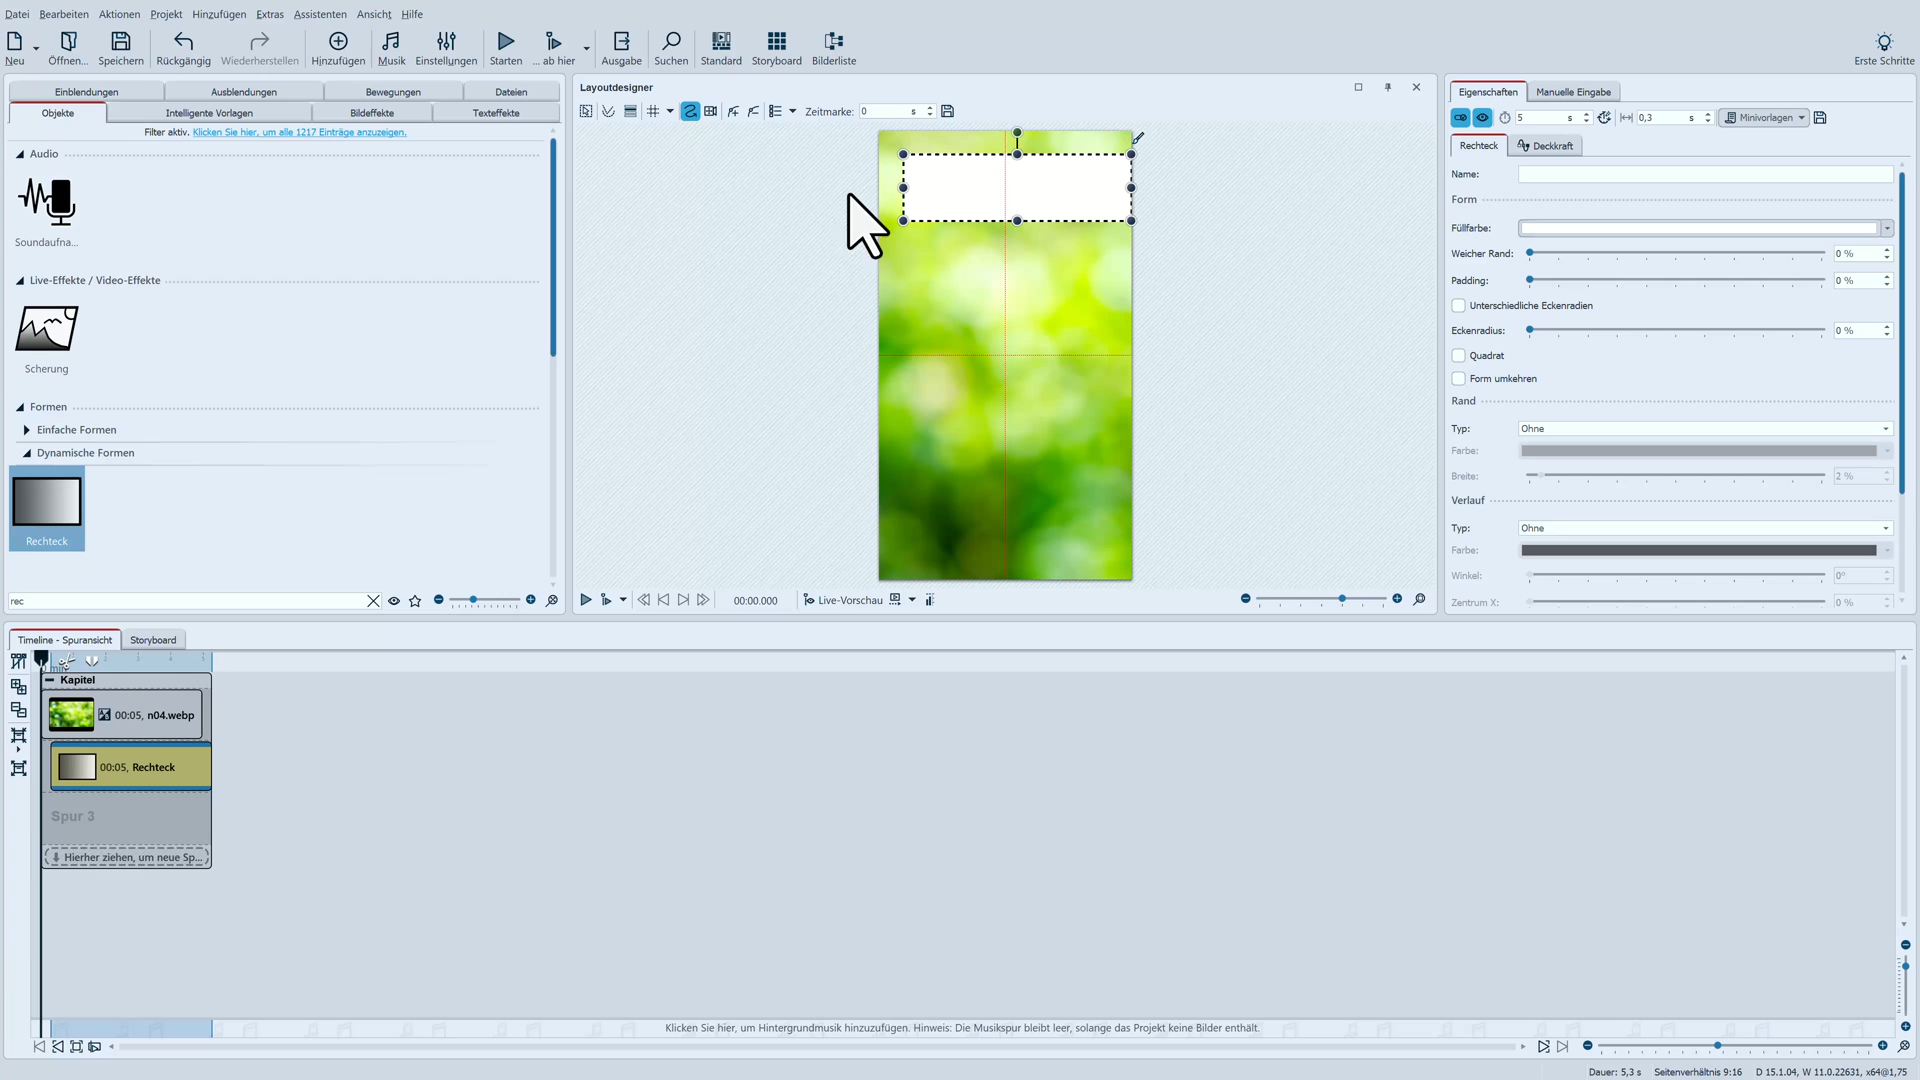 Datei Bearbeiten Aktionen Projekt Hinzufügen Extras Assistenten Ansicht Hilfe
Neu Öffnen... Speichern Rückgängig Wiederherstellen Hinzufügen Musik Einstellungen Starten ... ab hier Ausgabe Suchen Standard Storyboard Bilderliste Erste Schritte
Einblendungen Ausblendungen Bewegungen Dateien
Objekte Intelligente Vorlagen Bildeffekte Texteffekte
Filter aktiv. Klicken Sie hier, um alle 1217 Einträge anzuzeigen.
Audio
Soundaufna...
Live-Effekte / Video-Effekte
Scherung
Formen
Einfache Formen
Dynamische Formen
Rechteck
rec
Layoutdesigner
Zeitmarke: 0 s
00:00.000 Live-Vorschau
Eigenschaften Manuelle Eingabe
5 s 0,3 s Minivorlagen
Rechteck Deckkraft
Name:
Form
Füllfarbe:
Weicher Rand: 0 %
Padding: 0 %
Unterschiedliche Eckenradien
Eckenradius: 0 %
Quadrat
Form umkehren
Rand
Typ: Ohne
Farbe:
Breite: 2 %
Verlauf
Typ: Ohne
Farbe:
Winkel: 0°
Zentrum X: 0 %
Timeline - Spuransicht Storyboard
Kapitel
00:05, n04.webp
00:05, Rechteck
Spur 3
Hierher ziehen, um neue Sp...
Klicken Sie hier, um Hintergrundmusik hinzuzufügen. Hinweis: Die Musikspur bleibt leer, solange das Projekt keine Bilder enthält.
Dauer: 5,3 s Seitenverhältnis 9:16 D 15.1.04, W 11.0.22631, x64@1,75